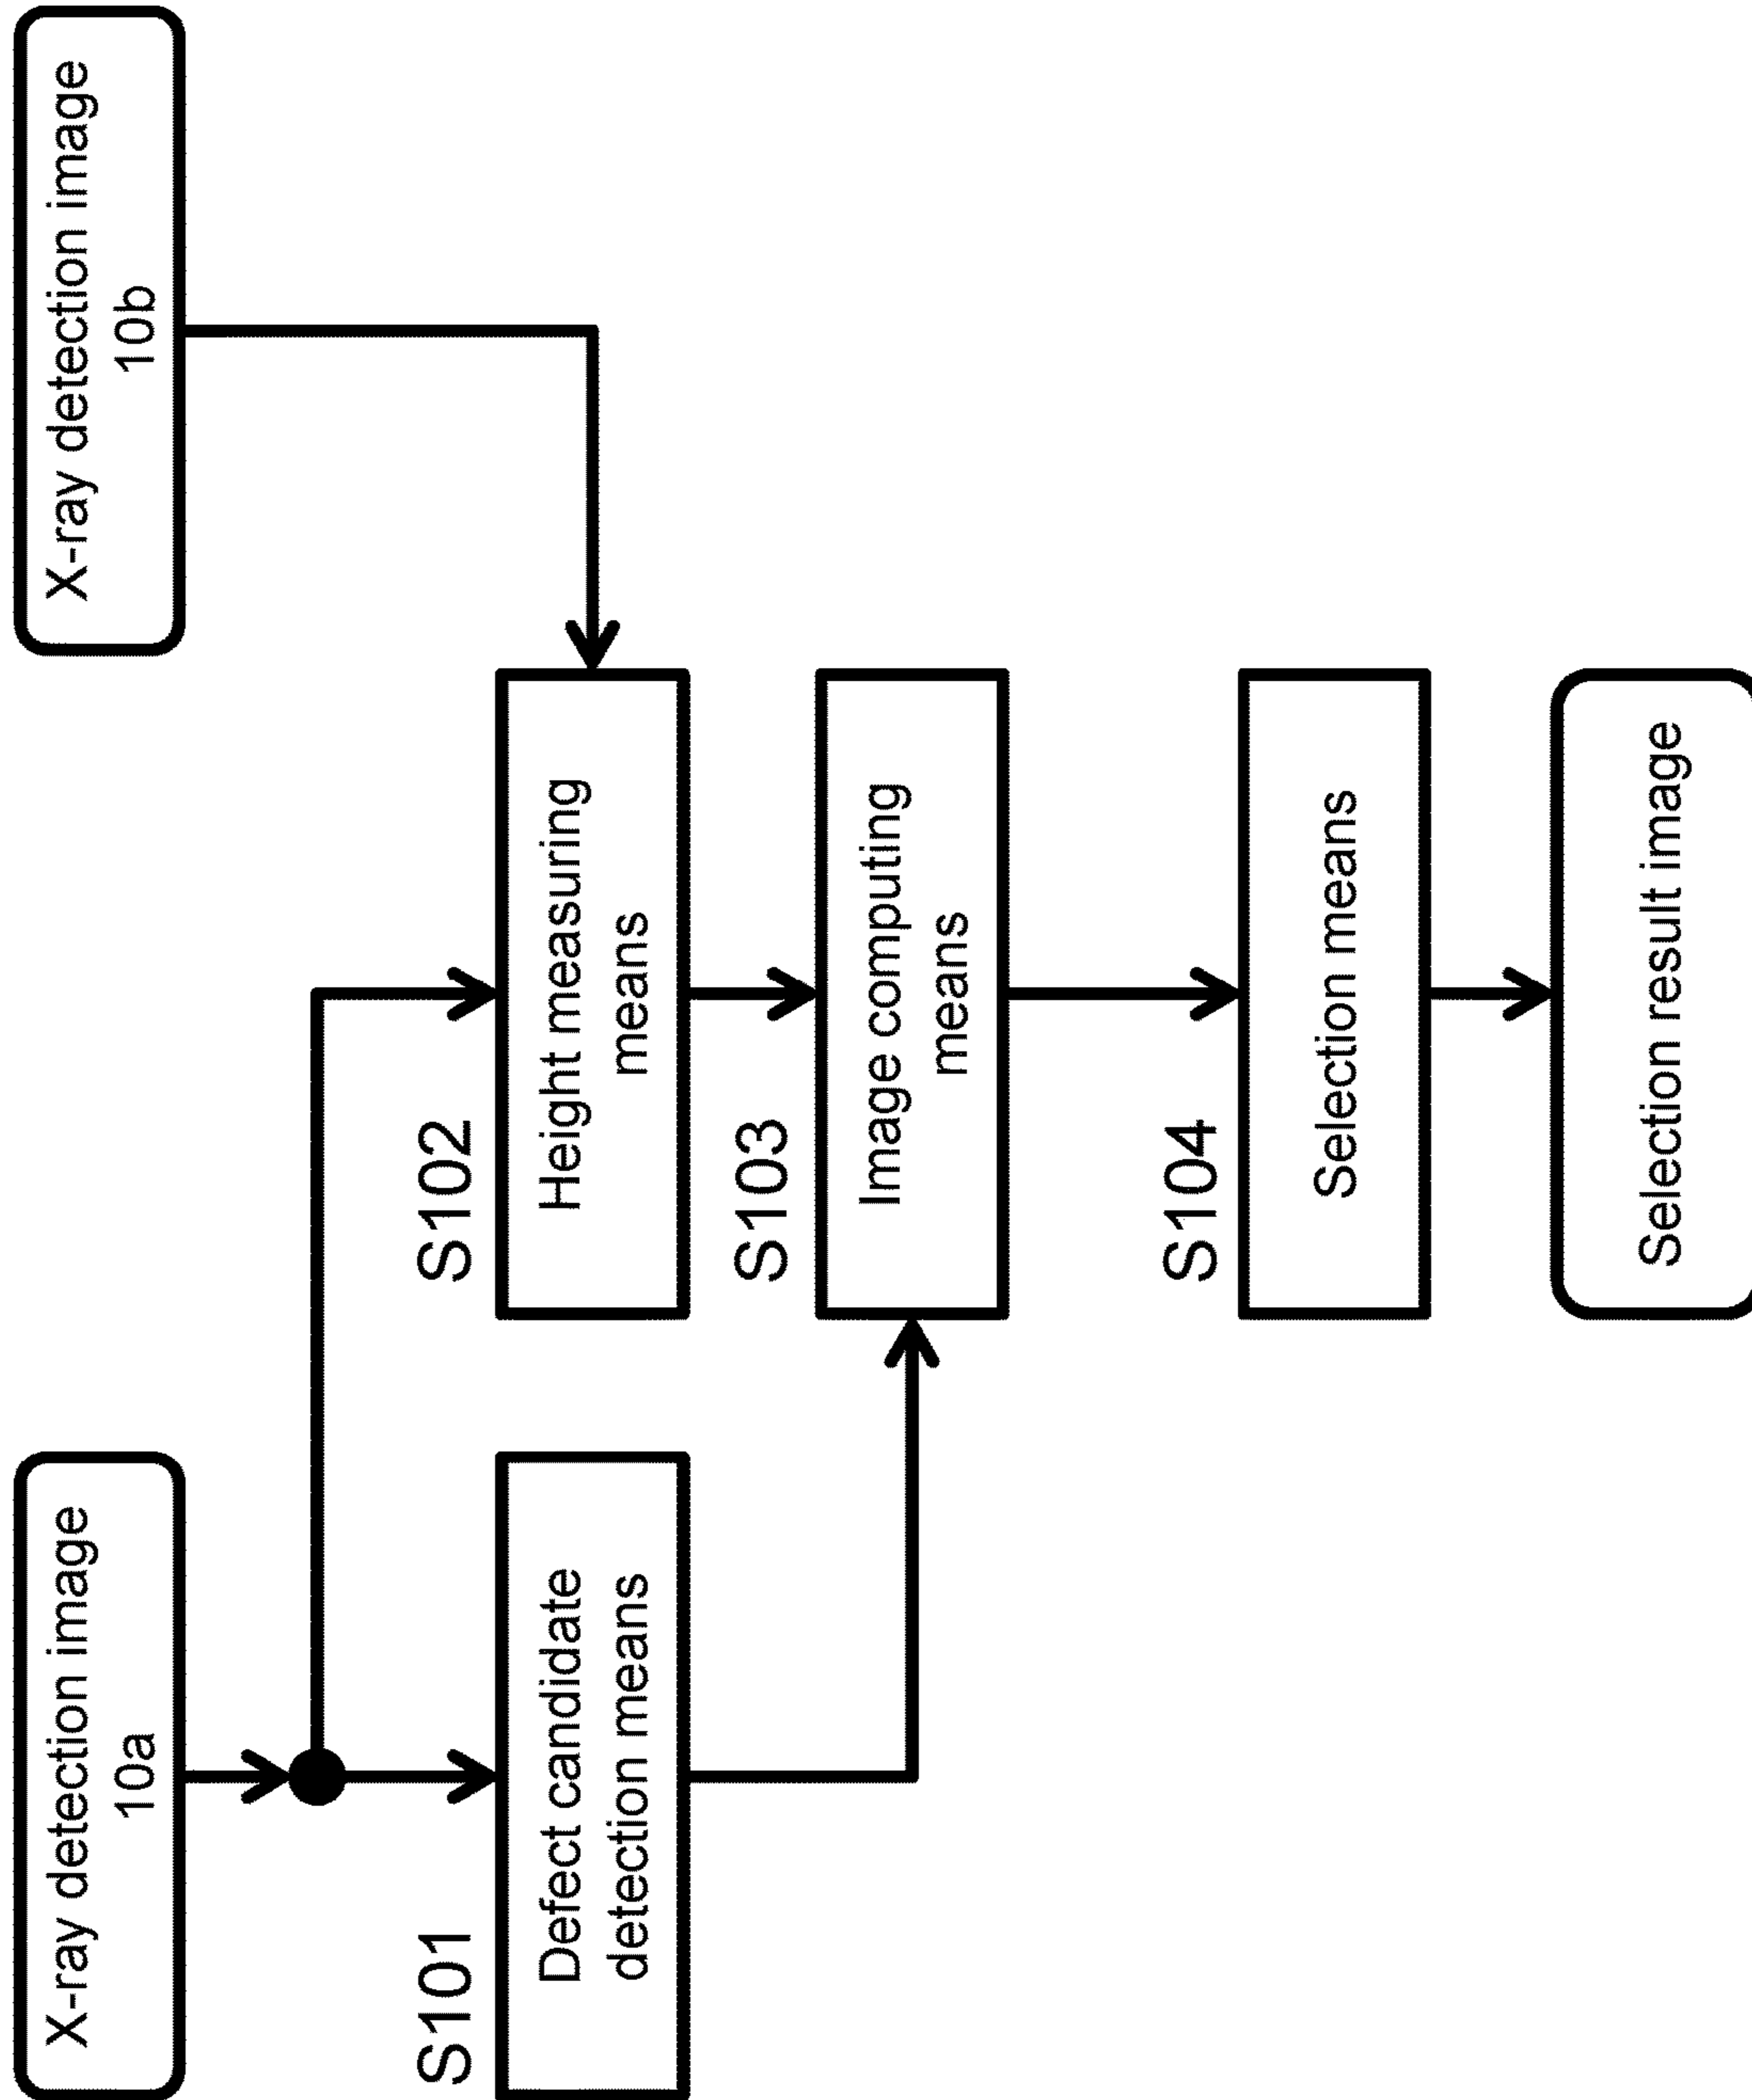 X-ray detection image
10a
X-ray detection image
10b
S101
Defect candidate
detection means
S102
Height measuring
means
S103
Image computing
means
S104
Selection means
Selection result image